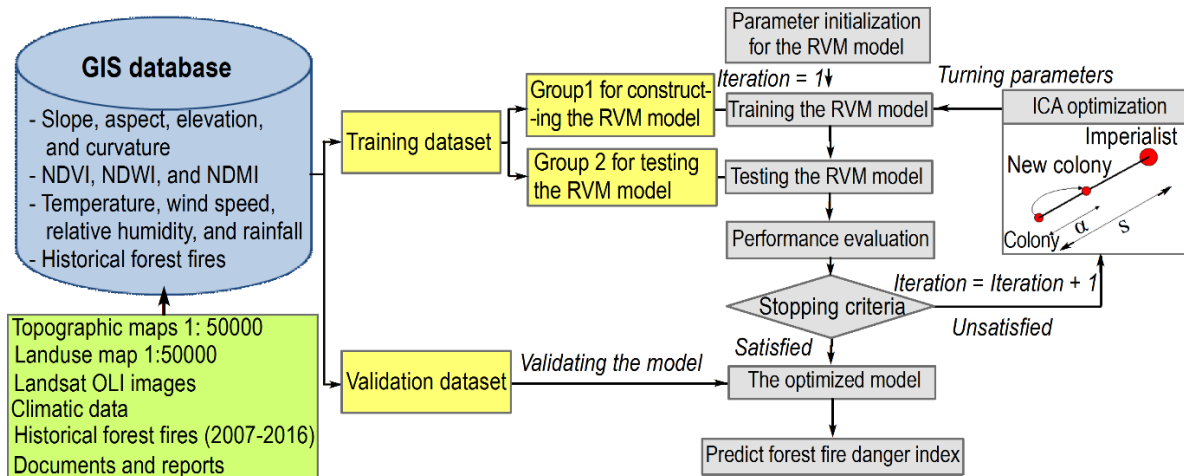 GIS database
- Slope, aspect, elevation,
and curvature
- NDVI, NDWI, and NDMI
- Temperature, wind speed,
relative humidity, and rainfall
- Historical forest fires
Topographic maps 1: 50000
Landuse map 1:50000
Landsat OLI images
Climatic data
Historical forest fires (2007-2016)
Documents and reports
Training dataset
Validation dataset
Group1 for construct-
-ing the RVM model
Group 2 for testing
the RVM model
Validating the model
Parameter initialization
for the RVM model
Iteration = 1
Training the RVM model
Testing the RVM model
Performance evaluation
Stopping criteria
Satisfied
The optimized model
Predict forest fire danger index
Turning parameters
ICA optimization
Imperialist
New colony
Colony
α
s
Iteration = Iteration + 1
Unsatisfied